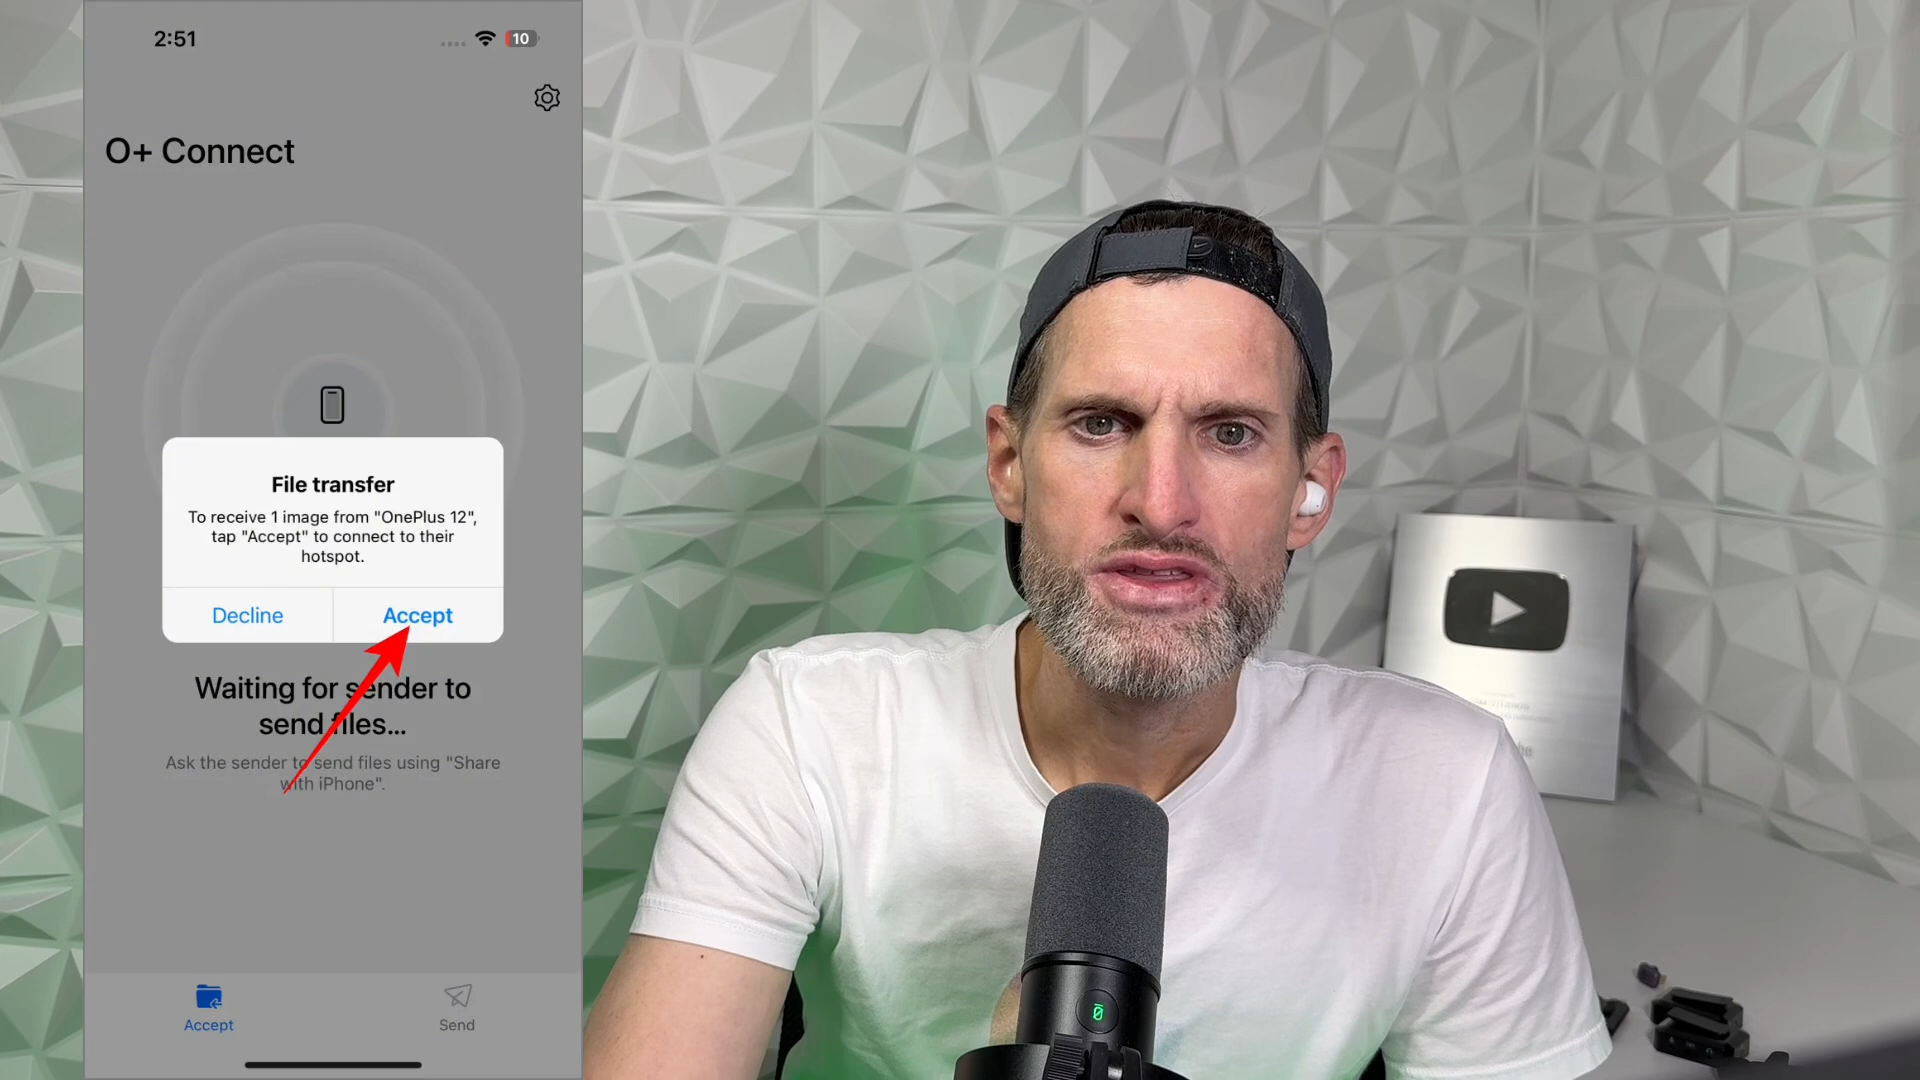 2:51
10
O+ Connect
File transfer
To receive 1 image from "OnePlus 12",
tap "Accept" to connect to their
hotspot.
Decline
Accept
Waiting for sender to
send files...
Ask the sender to send files using "Share
with iPhone".
Accept
Send